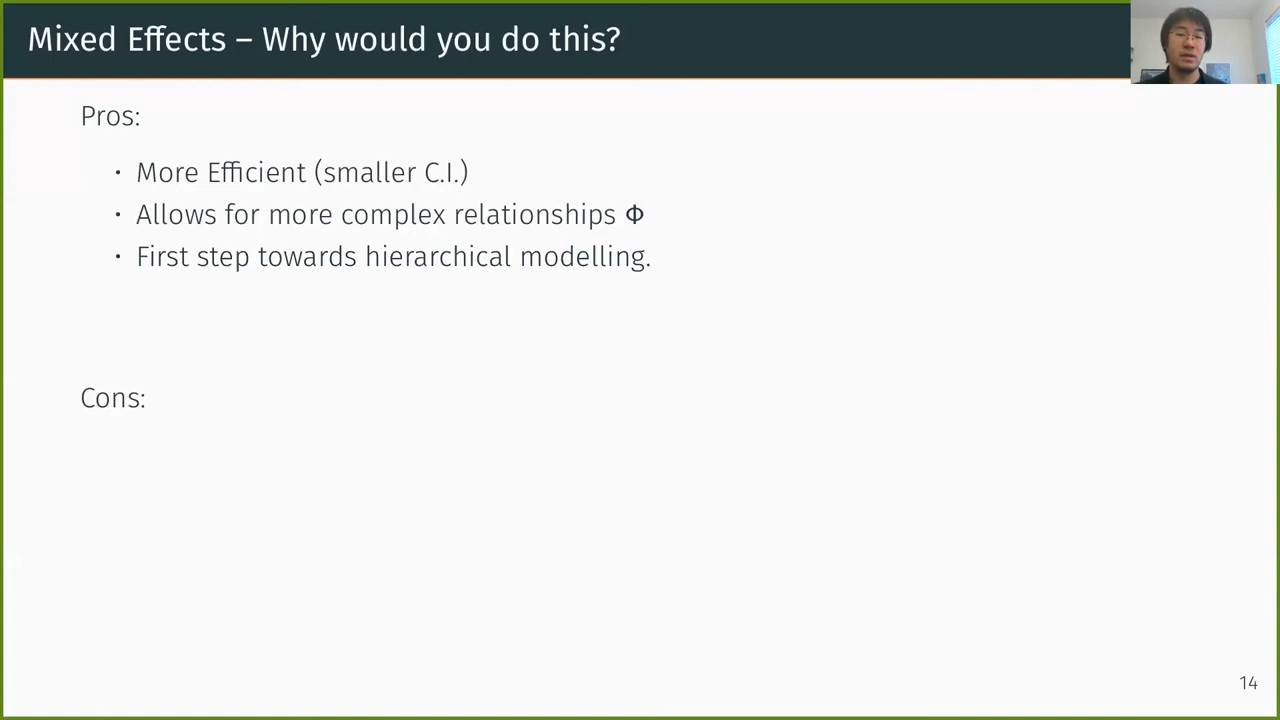 Mixed Effects – Why would you do this?
Pros:
· More Efficient (smaller C.I.)
· Allows for more complex relationships Φ
· First step towards hierarchical modelling.
Cons:
14